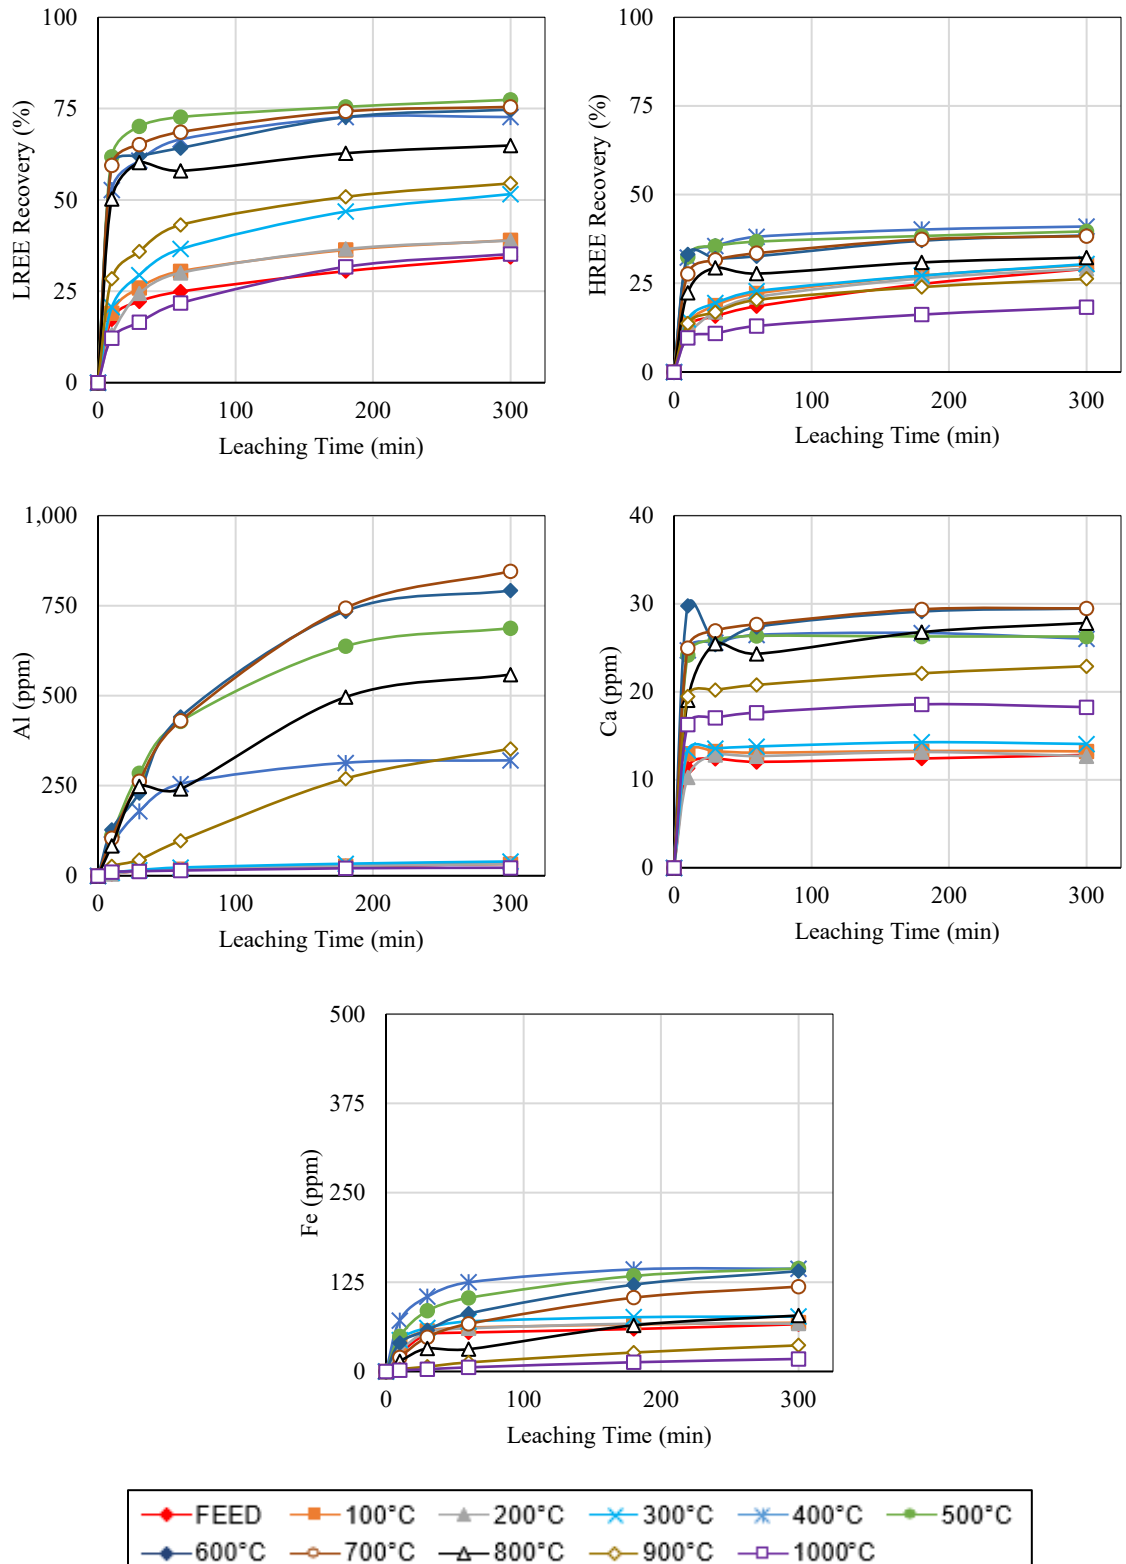 100
75
50
25
0
LREE Recovery (%)
0 100 200 300
Leaching Time (min)
100
75
50
25
0
HREE Recovery (%)
0 100 200 300
Leaching Time (min)
1,000
750
500
250
0
Al (ppm)
0 100 200 300
Leaching Time (min)
40
30
20
10
0
Ca (ppm)
0 100 200 300
Leaching Time (min)
500
375
250
125
0
Fe (ppm)
0 100 200 300
Leaching Time (min)
FEED 100°C 200°C 300°C 400°C 500°C
600°C 700°C 800°C 900°C 1000°C